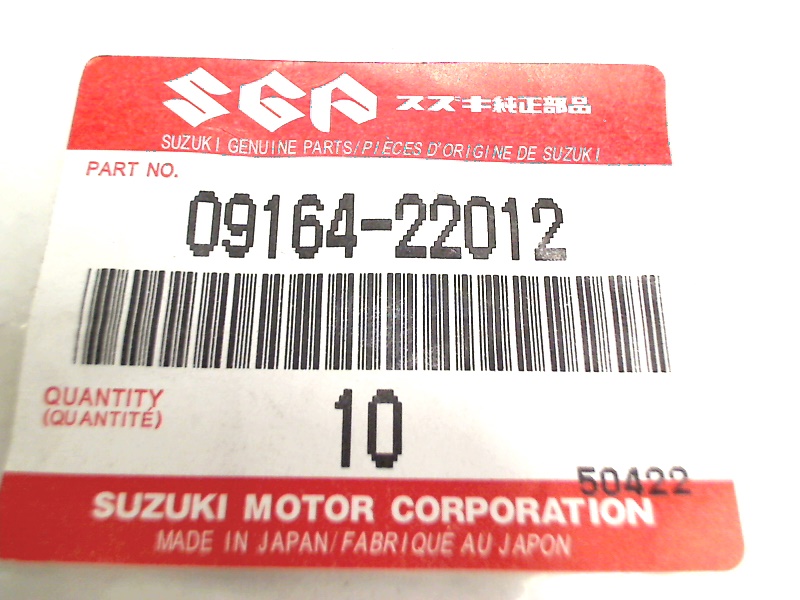 SGP スズキ純正部品
SUZUKI GENUINE PARTS/PIÈCES D'ORIGINE DE SUZUKI
PART NO.
09164-22012
QUANTITY
(QUANTITÉ)
10
50422
SUZUKI MOTOR CORPORATION
MADE IN JAPAN/FABRIQUÉ AU JAPON